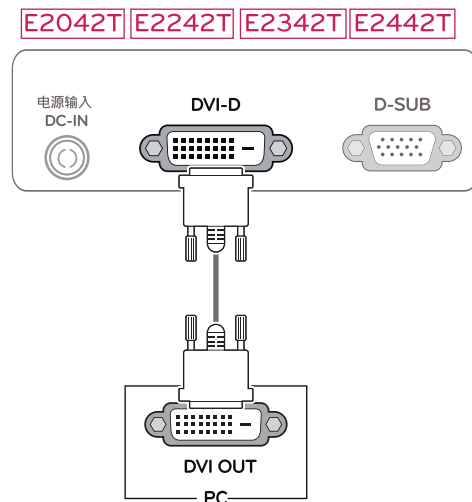 E2042T E2242T E2342T E2442T
电源输入
DC-IN
DVI-D
D-SUB
DVI OUT
PC